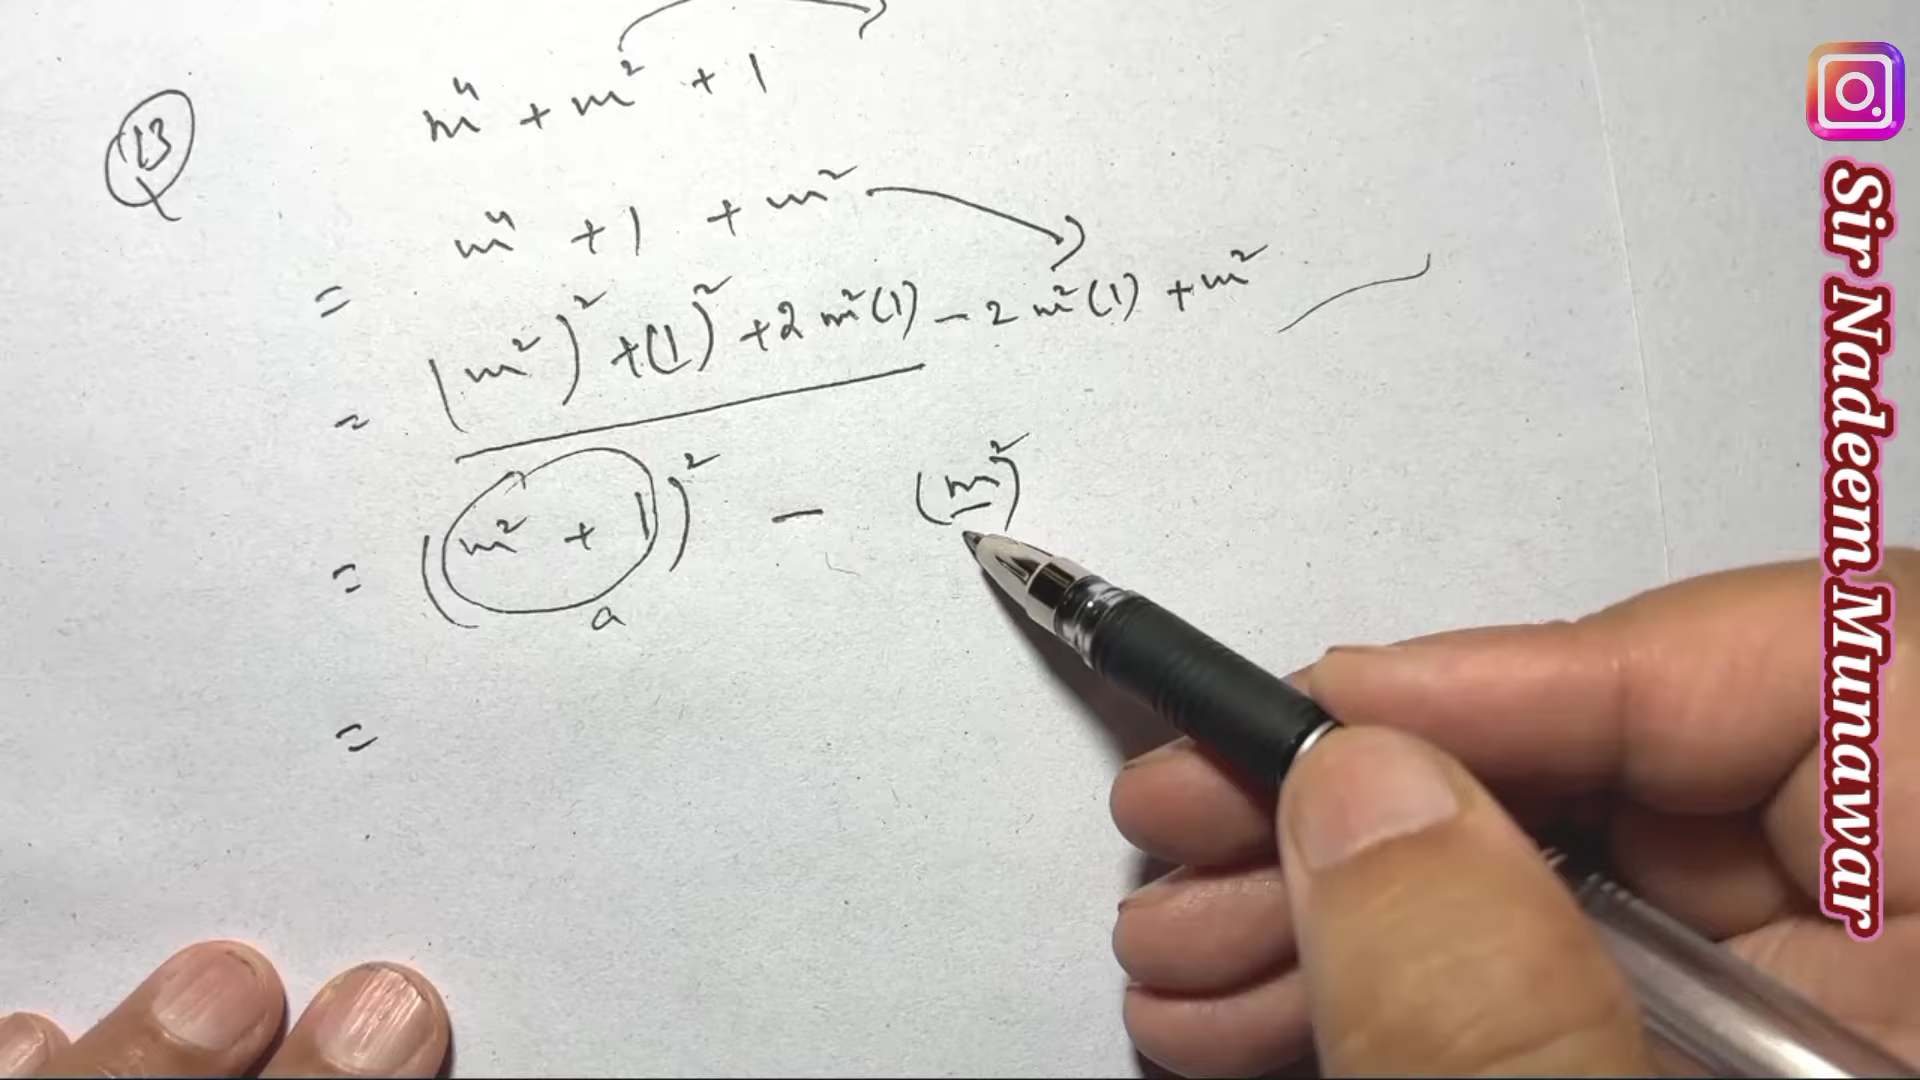 Q13 m⁴ + m² + 1
= m⁴ + 1 + m²
= (m²)² + (1)² + 2m²(1) - 2m²(1) + m²
= (m² + 1)² - (m)²
a
=
Sir Nadeem Munawar